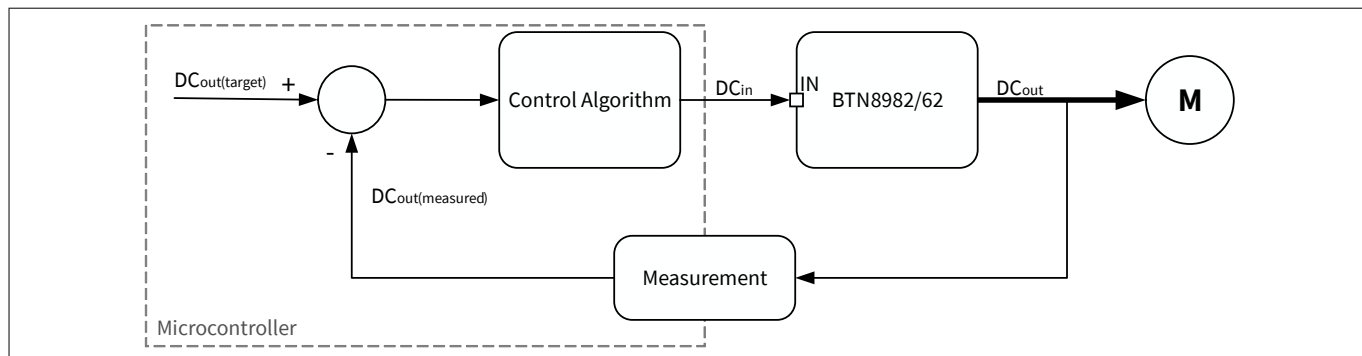 DCout(target)
+
-
Control Algorithm
DCin
IN
BTN8982/62
DCout
M
DCout(measured)
Measurement
Microcontroller